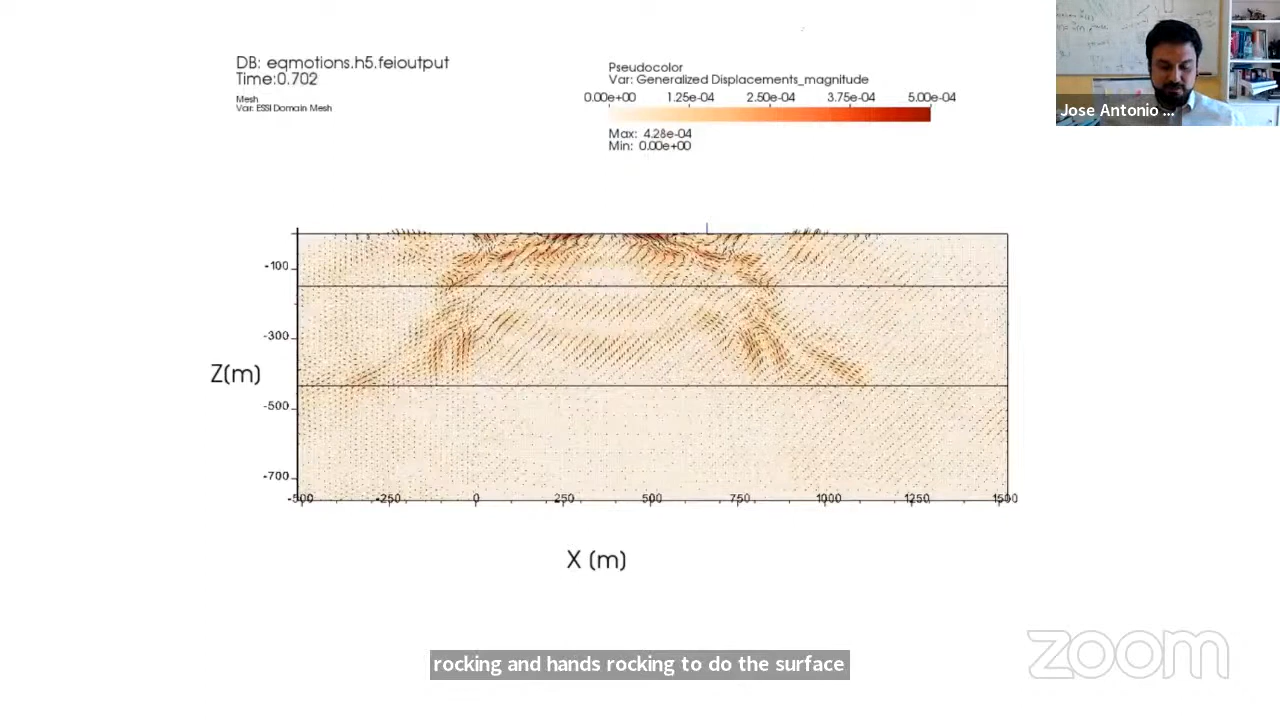 DB: eqmotions.h5.feioutput
Time:0.702
Mesh
Var: ESSI Domain Mesh
Pseudocolor
Var: Generalized Displacements_magnitude
0.00e+00 1.25e-04 2.50e-04 3.75e-04 5.00e-04
Max: 4.28e-04
Min: 0.00e+00
Jose Antonio ...
-100
-300
Z(m)
-500
-700
-500 -250 0 250 500 750 1000 1250 1500
X (m)
rocking and hands rocking to do the surface
zoom